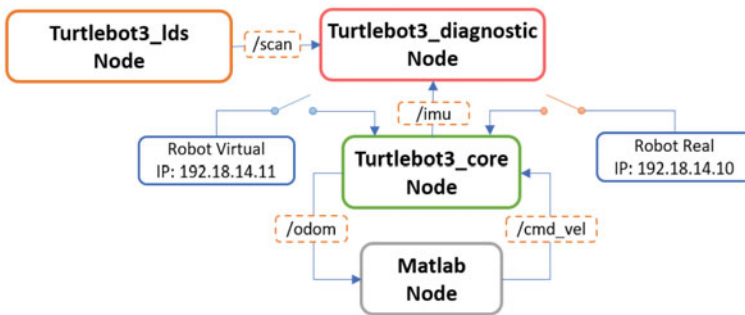 Turtlebot3_lds
Node
/scan
Turtlebot3_diagnostic
Node
/imu
Robot Virtual
IP: 192.18.14.11
Turtlebot3_core
Node
Robot Real
IP: 192.18.14.10
/odom
/cmd_vel
Matlab
Node